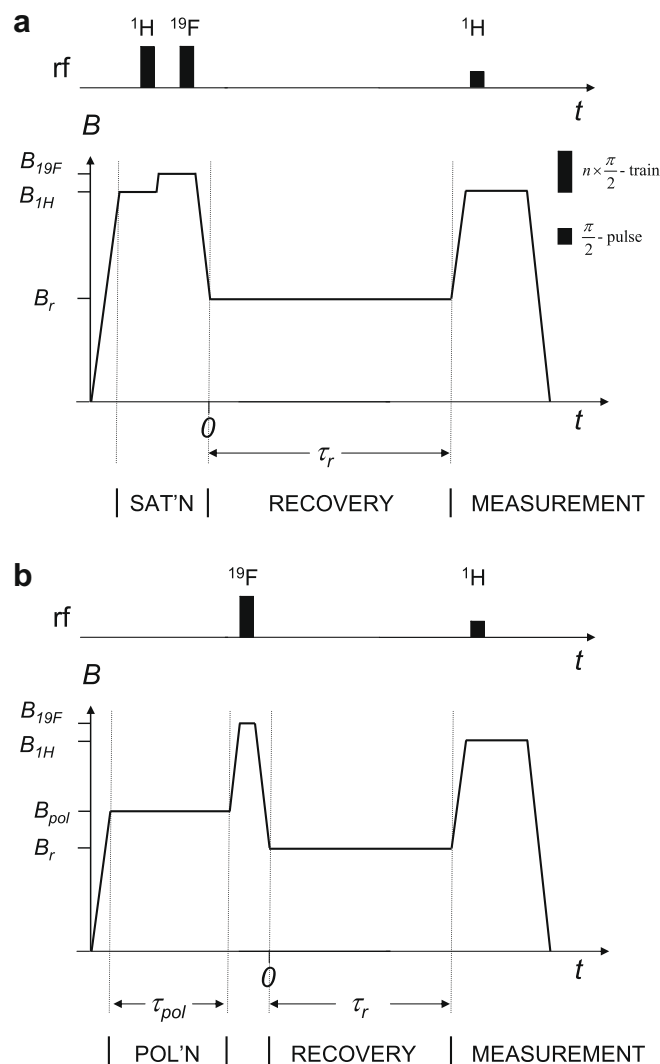 a
¹H ¹⁹F ¹H
rf
t
B
B19F
B1H
n × π/2 - train
π/2 - pulse
Br
0
t
τr
SAT'N RECOVERY MEASUREMENT
b
¹⁹F ¹H
rf
t
B
B19F
B1H
Bpol
Br
0
t
τpol τr
POL'N RECOVERY MEASUREMENT